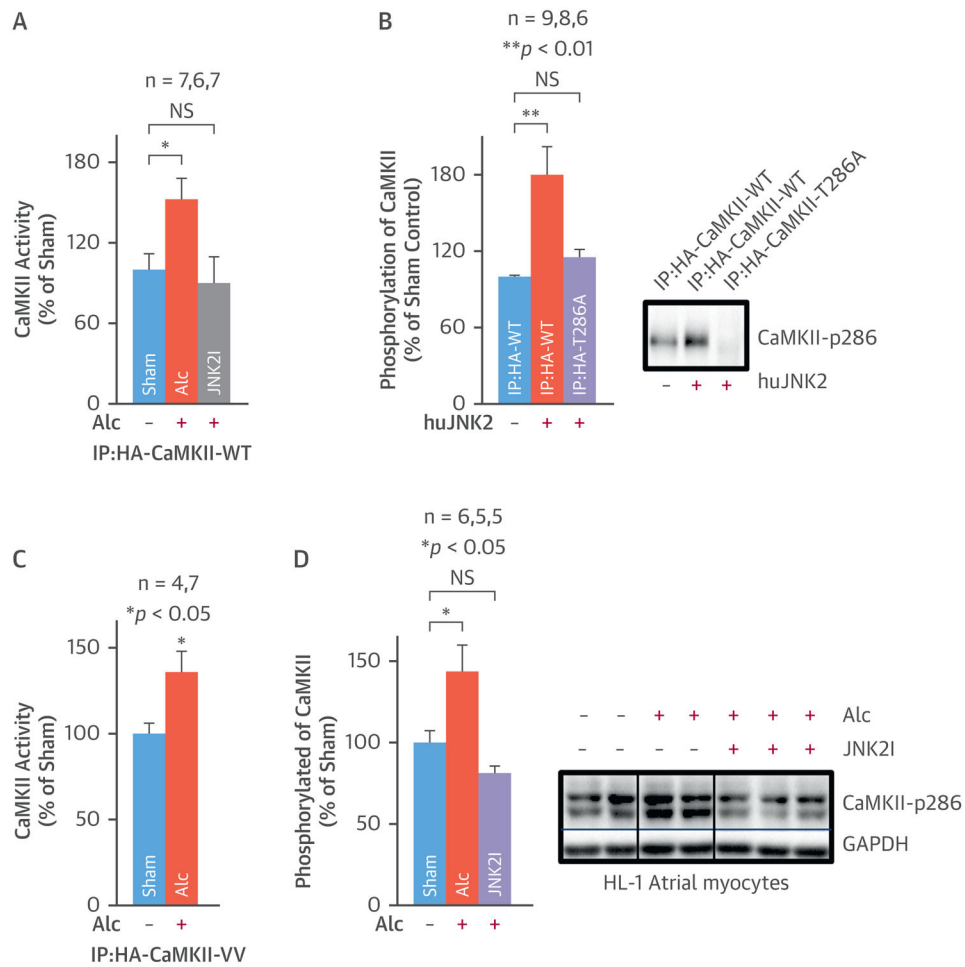 A
n = 7,6,7
NS
*
180
120
60
0
CaMKII Activity
(% of Sham)
Sham
Alc
JNK2I
Alc – + +
IP:HA-CaMKII-WT
B
n = 9,8,6
**p < 0.01
NS
**
180
120
60
0
Phosphorylation of CaMKII
(% of Sham Control)
IP:HA-WT
IP:HA-WT
IP:HA-T286A
huJNK2 – + +
IP:HA-CaMKII-WT
IP:HA-CaMKII-WT
IP:HA-CaMKII-T286A
CaMKII-p286
– + + huJNK2
C
n = 4,7
*p < 0.05
*
150
100
50
0
CaMKII Activity
(% of Sham)
Sham
Alc
Alc – +
IP:HA-CaMKII-VV
D
n = 6,5,5
*p < 0.05
NS
*
150
100
50
0
Phosphorylated of CaMKII
(% of Sham)
Sham
Alc
JNK2I
Alc – + +
– – + + + + + Alc
– – + + + JNK2I
CaMKII-p286
GAPDH
HL-1 Atrial myocytes